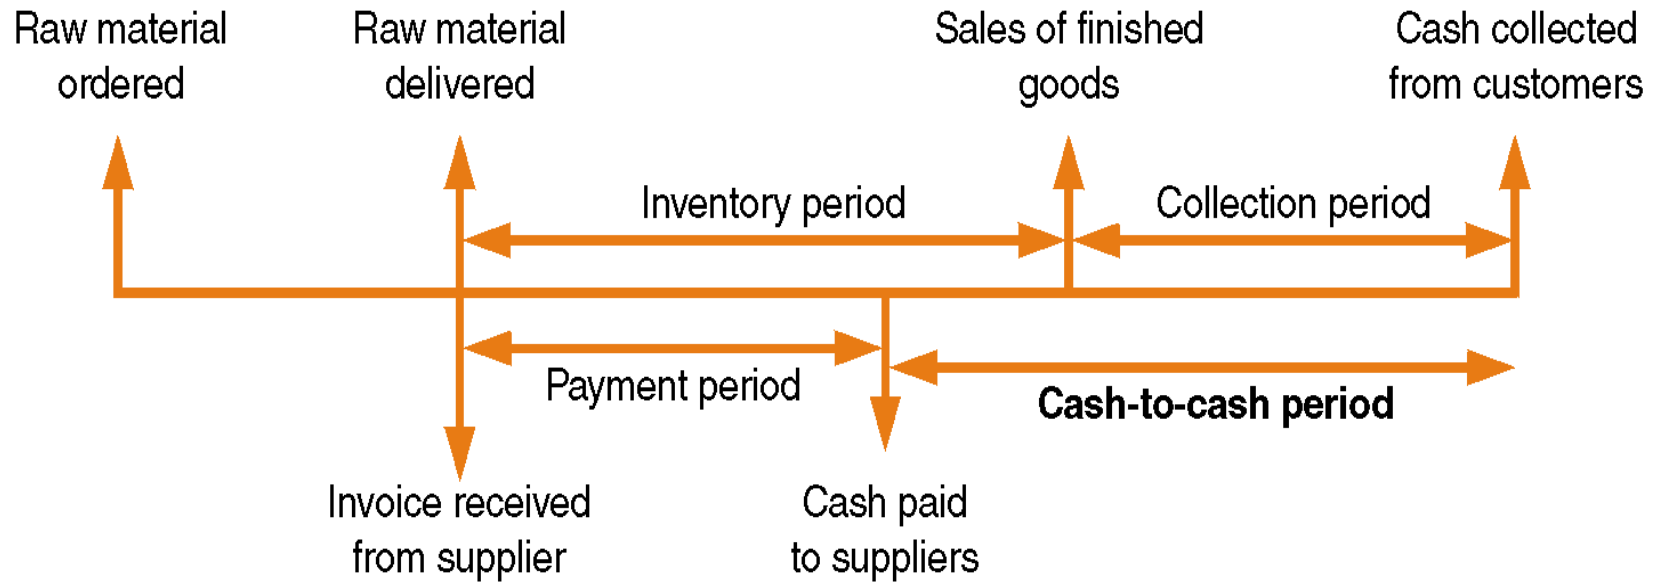 Raw material
ordered
Raw material
delivered
Sales of finished
goods
Cash collected
from customers
Inventory period
Collection period
Payment period
Cash-to-cash period
Invoice received
from supplier
Cash paid
to suppliers